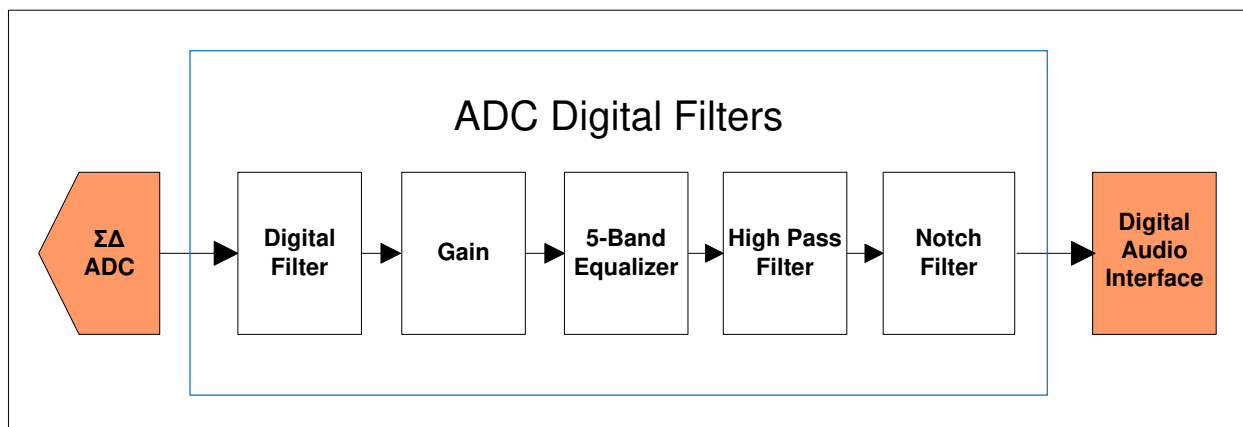 ADC Digital Filters
ΣΔ
ADC
Digital
Filter
Gain
5-Band
Equalizer
High Pass
Filter
Notch
Filter
Digital
Audio
Interface